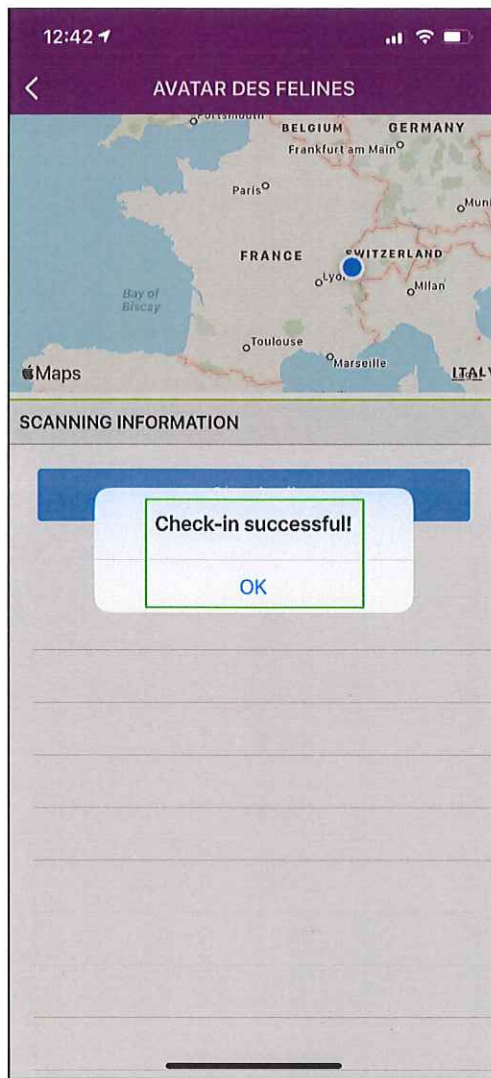 12:42
AVATAR DES FELINES
Portsmouth
BELGIUM GERMANY
Frankfurt am Main
Paris
FRANCE SWITZERLAND
Milan
Bay of
Biscay
Toulouse
Marseille
Maps
SCANNING INFORMATION
Check-in successful!
OK